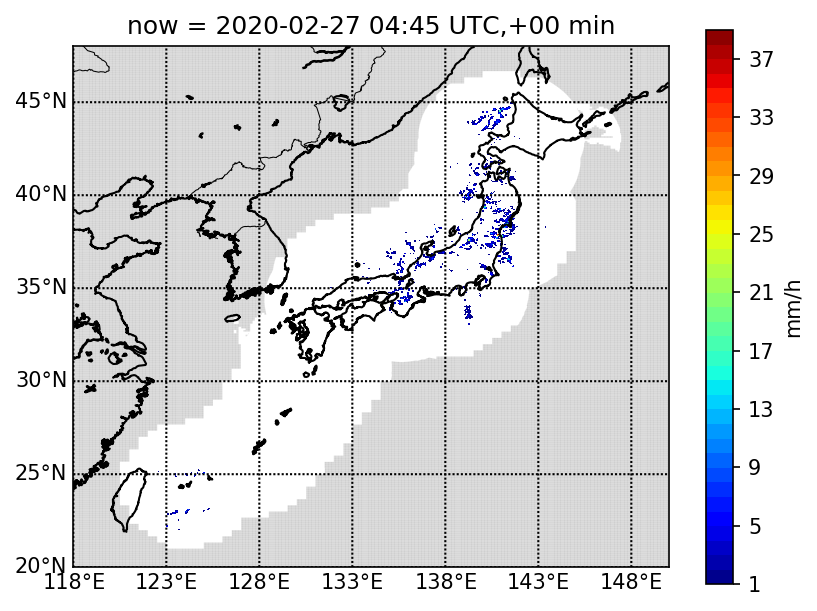 now = 2020-02-27 04:45 UTC,+00 min
45°N
40°N
35°N
30°N
25°N
20°N
118°E 123°E 128°E 133°E 138°E 143°E 148°E
37
33
29
25
21
17
13
9
5
1
mm/h